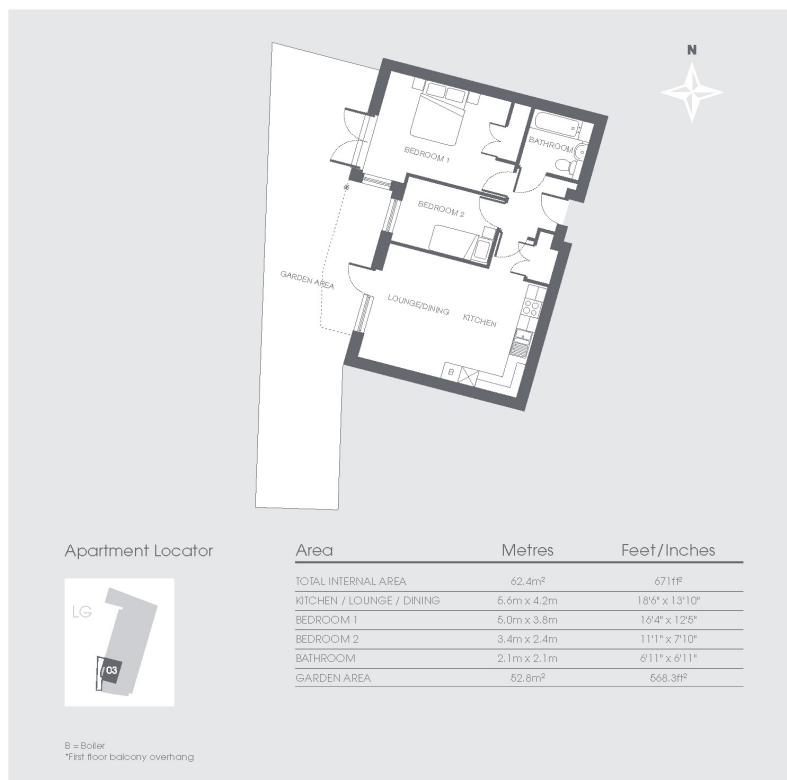 N
BEDROOM 1
BATHROOM
BEDROOM 2
GARDEN AREA
LOUNGE/DINING
KITCHEN
B
Apartment Locator
LG
03
Area Metres Feet/Inches
TOTAL INTERNAL AREA 62.4m² 671ft²
KITCHEN / LOUNGE / DINING 5.6m x 4.2m 18'6" x 13'10"
BEDROOM 1 5.0m x 3.8m 16'4" x 12'5"
BEDROOM 2 3.4m x 2.4m 11'1" x 7'10"
BATHROOM 2.1m x 2.1m 6'11" x 6'11"
GARDEN AREA 52.8m² 568.3ft²
B = Boiler
*First floor balcony overhang